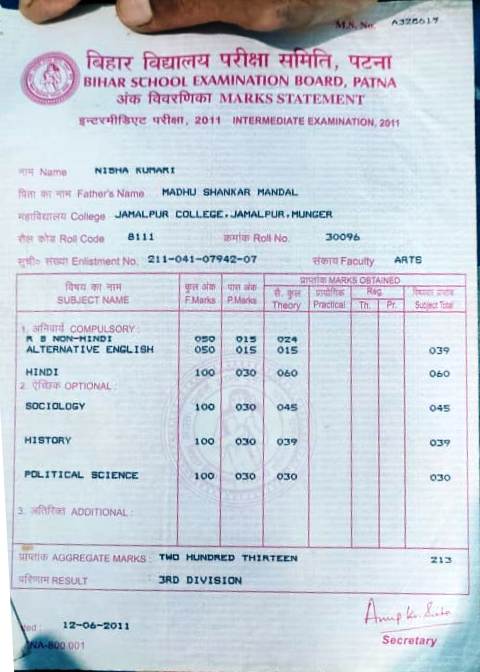 M.S. No. A328617
बिहार विद्यालय परीक्षा समिति, पटना
BIHAR SCHOOL EXAMINATION BOARD, PATNA
अंक विवरणिका MARKS STATEMENT
इन्टरमीडिएट परीक्षा, 2011 INTERMEDIATE EXAMINATION, 2011
नाम Name NISHA KUMARI
पिता का नाम Father's Name MADHU SHANKAR MANDAL
महाविद्यालय College JAMALPUR COLLEGE, JAMALPUR, MUNGER
रौल कोड Roll Code 8111 क्रमांक Roll No. 30096
सूची० संख्या Enlistment No. 211-041-07942-07 संकाय Faculty ARTS
विषय का नाम कुल अंक पास अंक प्राप्तांक MARKS OBTAINED
SUBJECT NAME F.Marks P.Marks सै. कुल Theory प्रायोगिक Practical Reg. Th. Pr. Subject Total
1. अनिवार्य COMPULSORY :
R B NON-HINDI 050 015 024
ALTERNATIVE ENGLISH 050 015 015 039
HINDI 100 030 060 060
2. ऐच्छिक OPTIONAL :
SOCIOLOGY 100 030 045 045
HISTORY 100 030 039 039
POLITICAL SCIENCE 100 030 030 030
3. अतिरिक्त ADDITIONAL :
प्राप्तांक AGGREGATE MARKS : TWO HUNDRED THIRTEEN 213
परिणाम RESULT : 3RD DIVISION
12-06-2011
Secretary